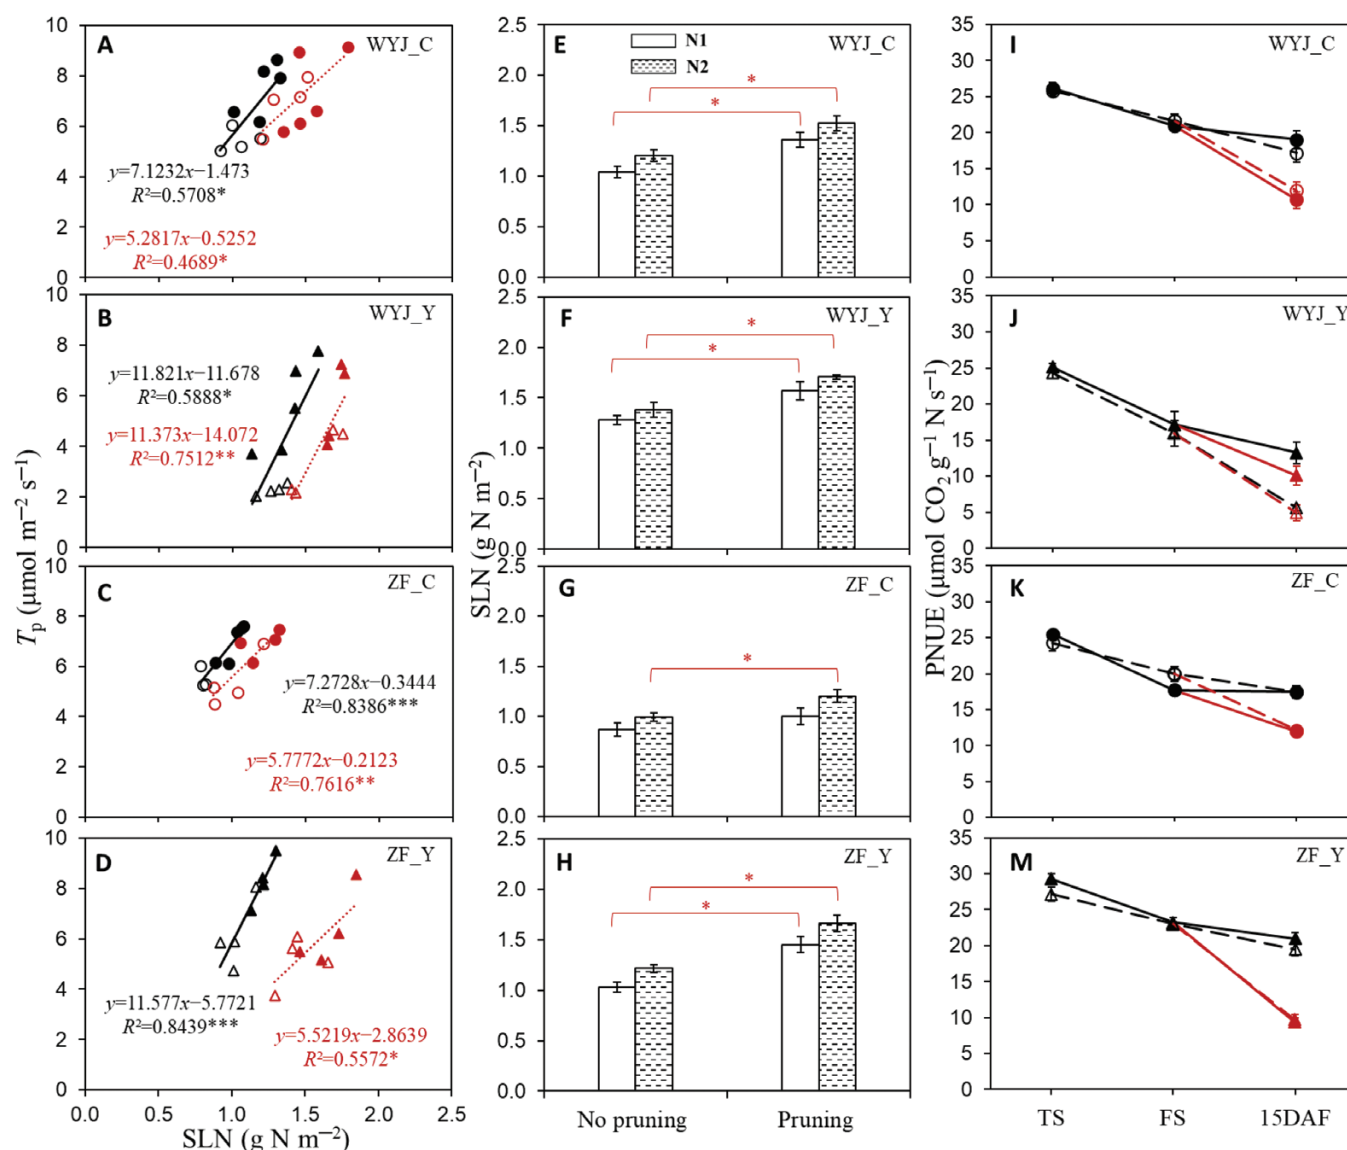 A
WYJ_C
10
8
6
4
2
0
y=7.1232x−1.473
R²=0.5708*
y=5.2817x−0.5252
R²=0.4689*
B
WYJ_Y
10
8
6
4
2
0
y=11.821x−11.678
R²=0.5888*
y=11.373x−14.072
R²=0.7512**
C
ZF_C
10
8
6
4
2
0
y=7.2728x−0.3444
R²=0.8386***
y=5.7772x−0.2123
R²=0.7616**
D
ZF_Y
10
8
6
4
2
0
y=11.577x−5.7721
R²=0.8439***
y=5.5219x−2.8639
R²=0.5572*
0.0 0.5 1.0 1.5 2.0 2.5
SLN (g N m−2)
Tp (μmol m−2 s−1)
E
WYJ_C
N1
N2
2.5
2.0
1.5
1.0
0.5
0.0
*
*
F
WYJ_Y
2.5
2.0
1.5
1.0
0.5
0.0
*
*
G
ZF_C
2.5
2.0
1.5
1.0
0.5
0.0
*
H
ZF_Y
2.5
2.0
1.5
1.0
0.5
0.0
*
*
No pruning Pruning
SLN (g N m−2)
I
WYJ_C
35
30
25
20
15
10
5
0
J
WYJ_Y
35
30
25
20
15
10
5
0
K
ZF_C
35
30
25
20
15
10
5
0
M
ZF_Y
35
30
25
20
15
10
5
0
TS FS 15DAF
PNUE (μmol CO2 g−1 N s−1)